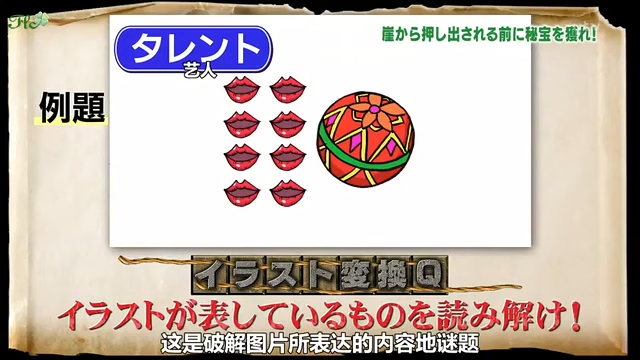 崖から押し出される前に秘宝を獲れ!
タレント
艺人
例題
イラスト変換Q
イラストが表しているものを読み解け!
这是破解图片所表达的内容地谜题